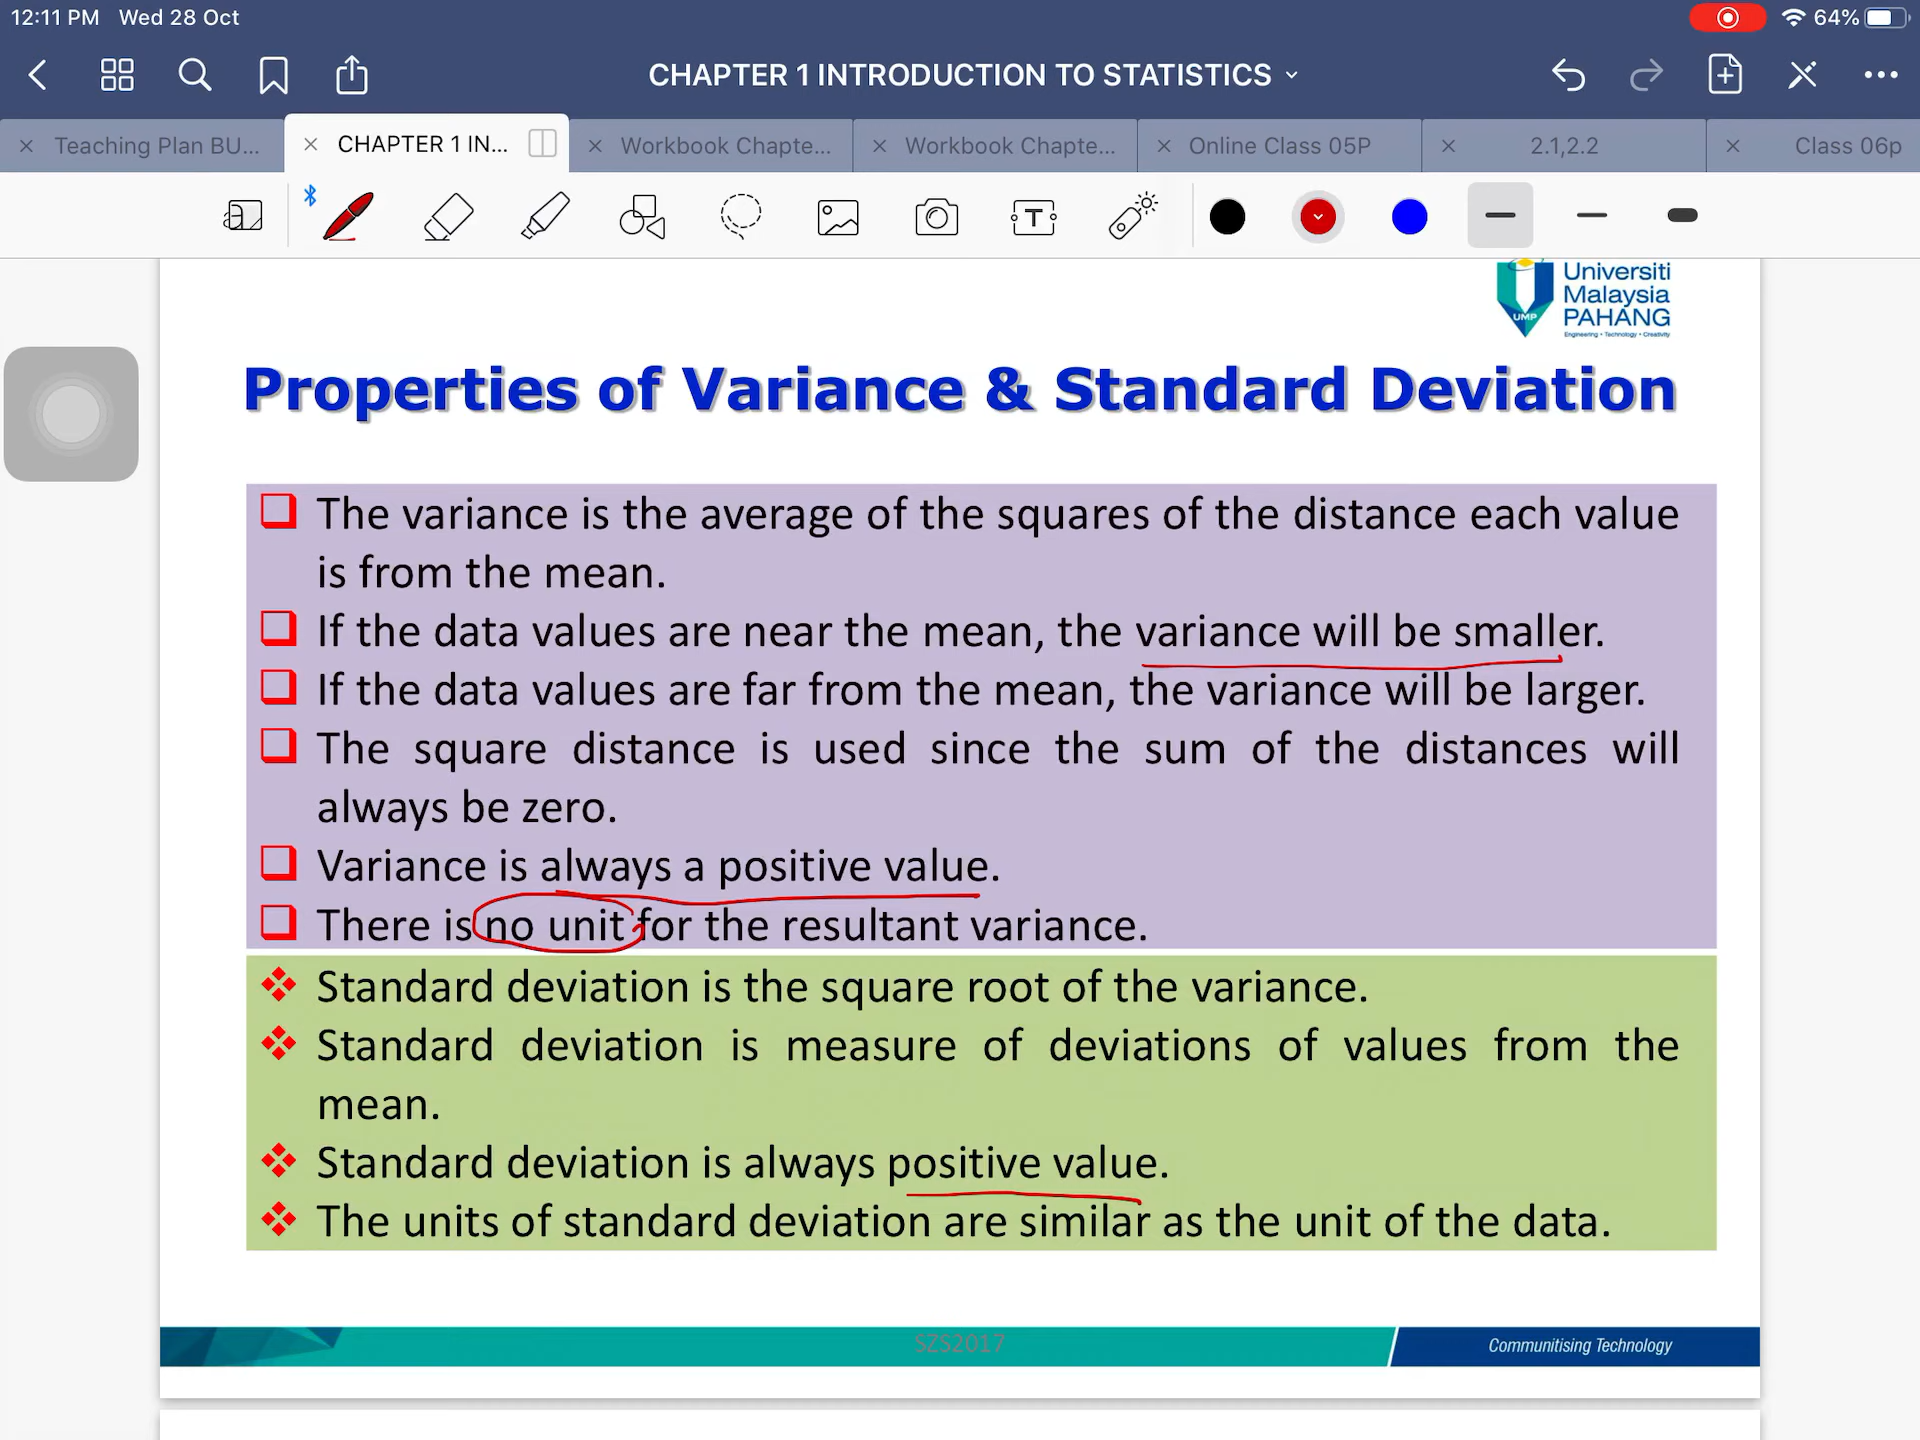 12:11 PM Wed 28 Oct
64%
CHAPTER 1 INTRODUCTION TO STATISTICS
Teaching Plan BU...
CHAPTER 1 IN...
Workbook Chapte...
Workbook Chapte...
Online Class 05P
2.1,2.2
Class 06p
Universiti
Malaysia
PAHANG
UMP
Engineering • Technology • Creativity
Properties of Variance & Standard Deviation
The variance is the average of the squares of the distance each value
is from the mean.
If the data values are near the mean, the variance will be smaller.
If the data values are far from the mean, the variance will be larger.
The square distance is used since the sum of the distances will
always be zero.
Variance is always a positive value.
There is no unit for the resultant variance.
Standard deviation is the square root of the variance.
Standard deviation is measure of deviations of values from the
mean.
Standard deviation is always positive value.
The units of standard deviation are similar as the unit of the data.
SZS2017
Communitising Technology